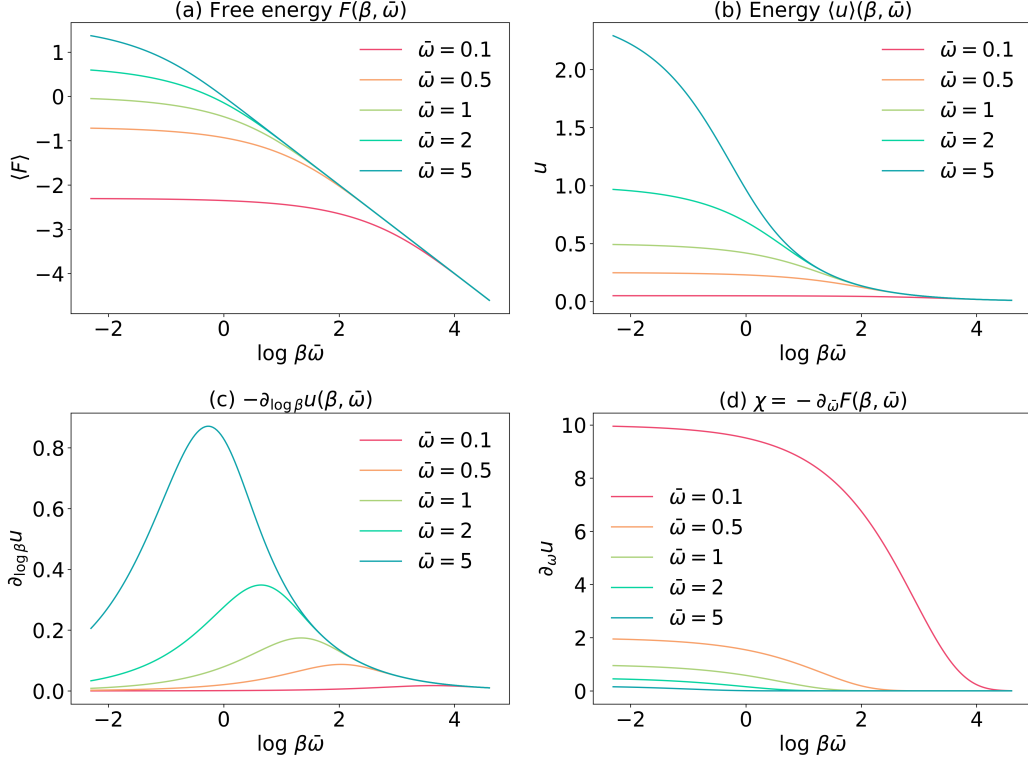 (a) Free energy F(β, ω̄)
⟨F⟩
1
0
−1
−2
−3
−4
−2
0
2
4
log βω̄
ω̄ = 0.1
ω̄ = 0.5
ω̄ = 1
ω̄ = 2
ω̄ = 5
(b) Energy ⟨u⟩(β, ω̄)
u
2.0
1.5
1.0
0.5
0.0
−2
0
2
4
log βω̄
ω̄ = 0.1
ω̄ = 0.5
ω̄ = 1
ω̄ = 2
ω̄ = 5
(c) −∂log β u(β, ω̄)
∂log β u
0.8
0.6
0.4
0.2
0.0
−2
0
2
4
log βω̄
ω̄ = 0.1
ω̄ = 0.5
ω̄ = 1
ω̄ = 2
ω̄ = 5
(d) χ = − ∂ω̄F(β, ω̄)
∂ωu
10
8
6
4
2
0
−2
0
2
4
log βω̄
ω̄ = 0.1
ω̄ = 0.5
ω̄ = 1
ω̄ = 2
ω̄ = 5